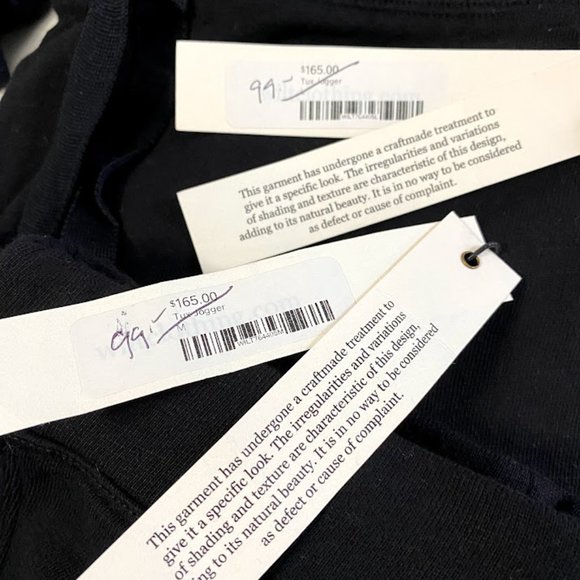 $165.00
99.-
Tux Jogger
WILT7644056L
This garment has undergone a craftmade treatment to
give it a specific look. The irregularities and variations
of shading and texture are characteristic of this design,
adding to its natural beauty. It is in no way to be considered
as defect or cause of complaint.
$165.00
99.-
Tux Jogger
M
This garment has undergone a craftmade treatment to
give it a specific look. The irregularities and variations
of shading and texture are characteristic of this design,
ng to its natural beauty. It is in no way to be considered
as defect or cause of complaint.